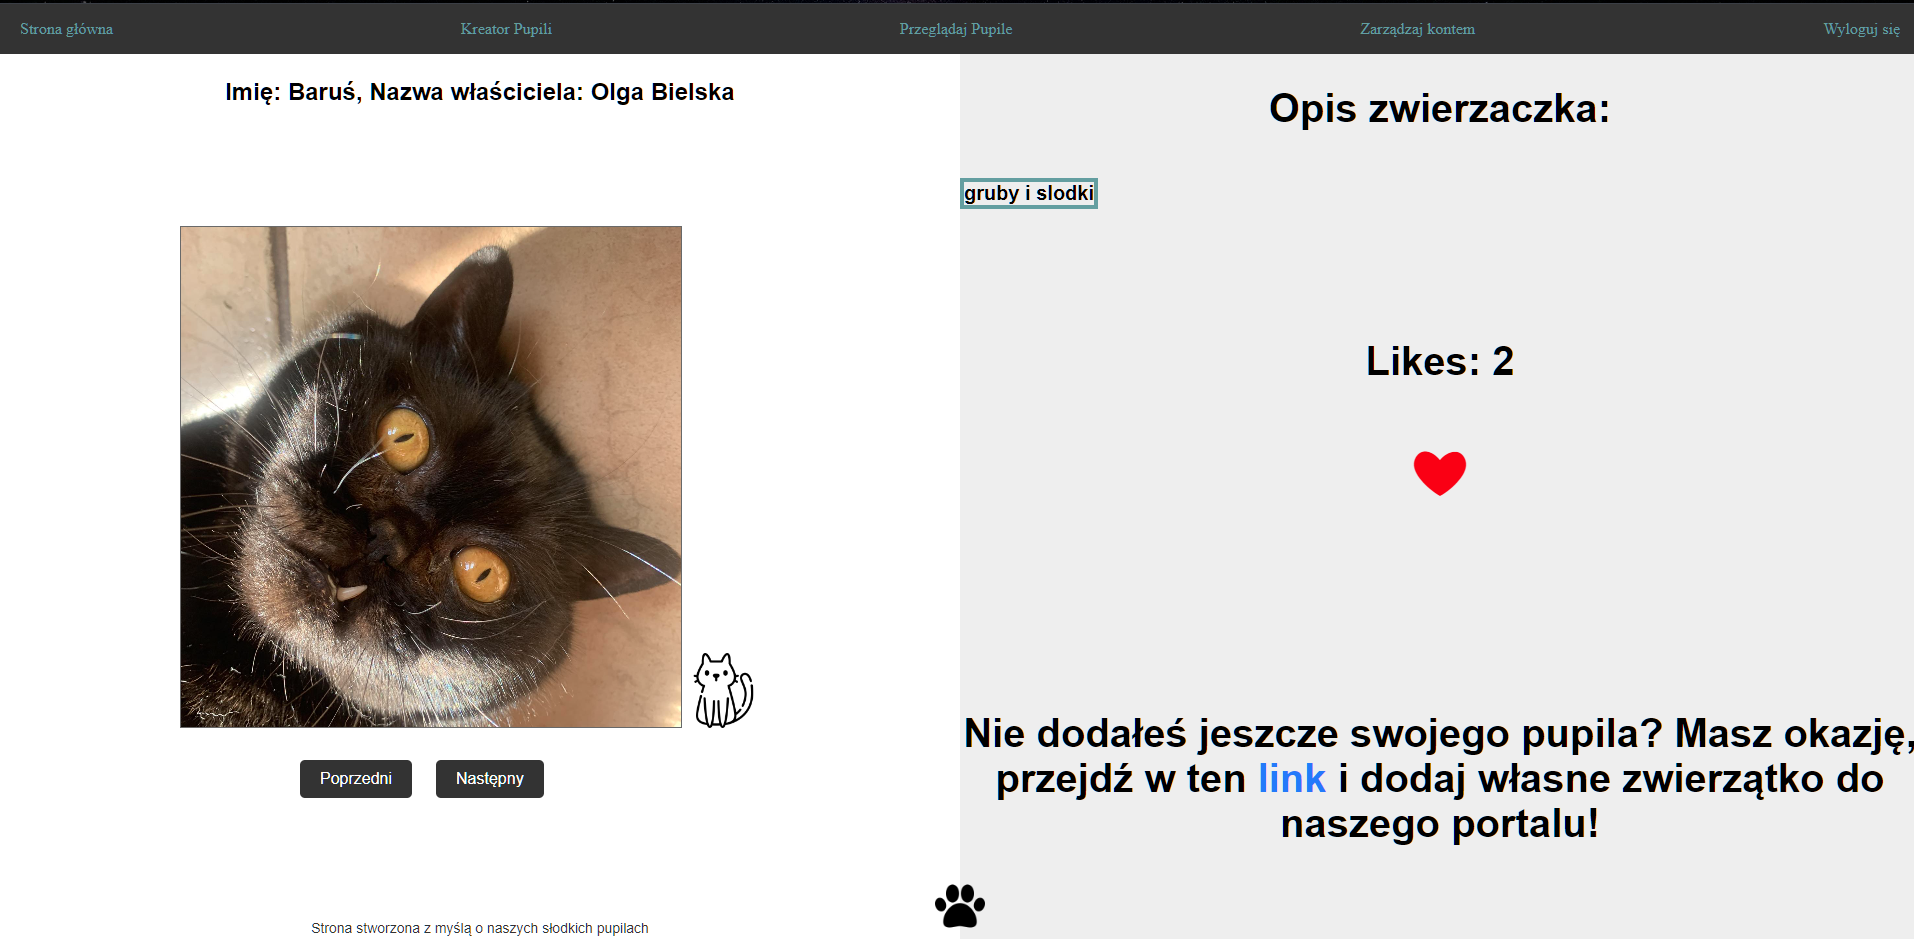 Strona główna
Kreator Pupili
Przeglądaj Pupile
Zarządzaj kontem
Wyloguj się
Imię: Baruś, Nazwa właściciela: Olga Bielska
Poprzedni
Następny
Strona stworzona z myślą o naszych słodkich pupilach
Opis zwierzaczka:
gruby i slodki
Likes: 2
Nie dodałeś jeszcze swojego pupila? Masz okazję,
przejdź w ten link i dodaj własne zwierzątko do
naszego portalu!